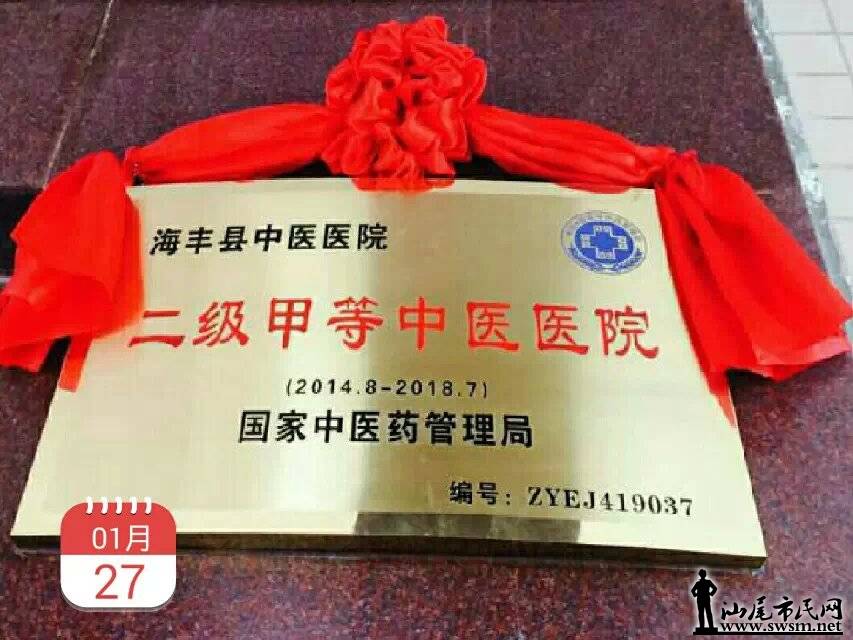 海丰县中医医院
二级甲等中医医院
(2014.8-2018.7)
国家中医药管理局
编号：ZYEJ419037
01月
27
汕尾市民网
www.swsm.net